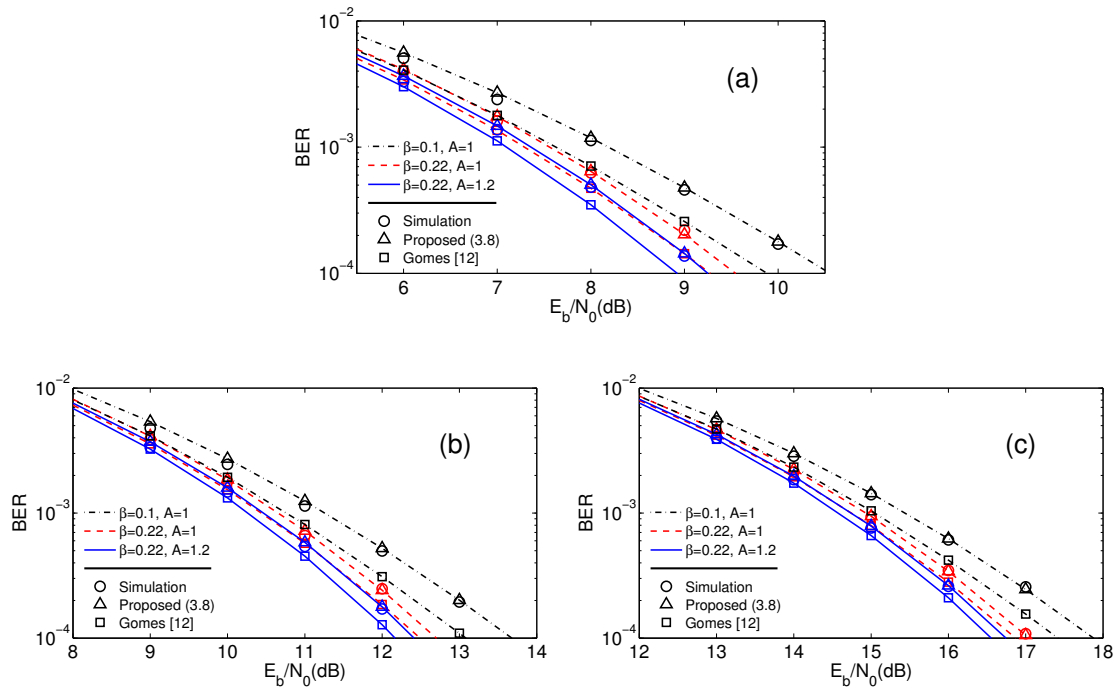 10⁻²
10⁻³
10⁻⁴
BER
(a)
β=0.1, A=1
β=0.22, A=1
β=0.22, A=1.2
Simulation
Proposed (3.8)
Gomes [12]
6 7 8 9 10
E_b/N_0(dB)
10⁻²
10⁻³
10⁻⁴
BER
(b)
β=0.1, A=1
β=0.22, A=1
β=0.22, A=1.2
Simulation
Proposed (3.8)
Gomes [12]
8 9 10 11 12 13 14
E_b/N_0(dB)
10⁻²
10⁻³
10⁻⁴
BER
(c)
β=0.1, A=1
β=0.22, A=1
β=0.22, A=1.2
Simulation
Proposed (3.8)
Gomes [12]
12 13 14 15 16 17 18
E_b/N_0(dB)